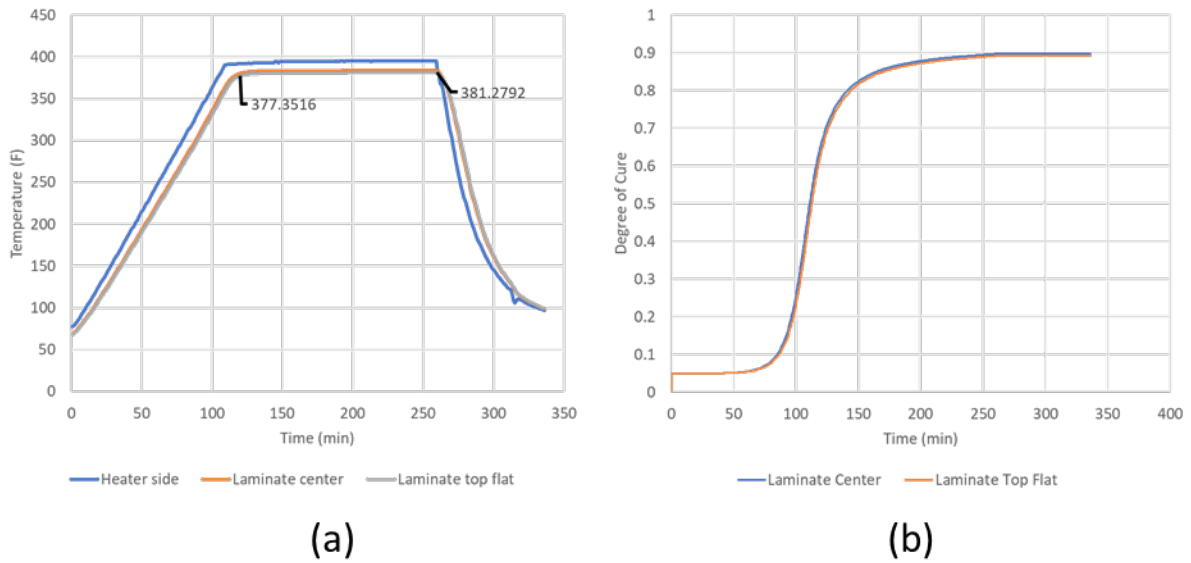 450
400
350
300
250
200
150
100
50
0
Temperature (F)
377.3516
381.2792
0 50 100 150 200 250 300 350
Time (min)
Heater side Laminate center Laminate top flat
(a)
1
0.9
0.8
0.7
0.6
0.5
0.4
0.3
0.2
0.1
0
Degree of Cure
0 50 100 150 200 250 300 350 400
Time (min)
Laminate Center Laminate Top Flat
(b)